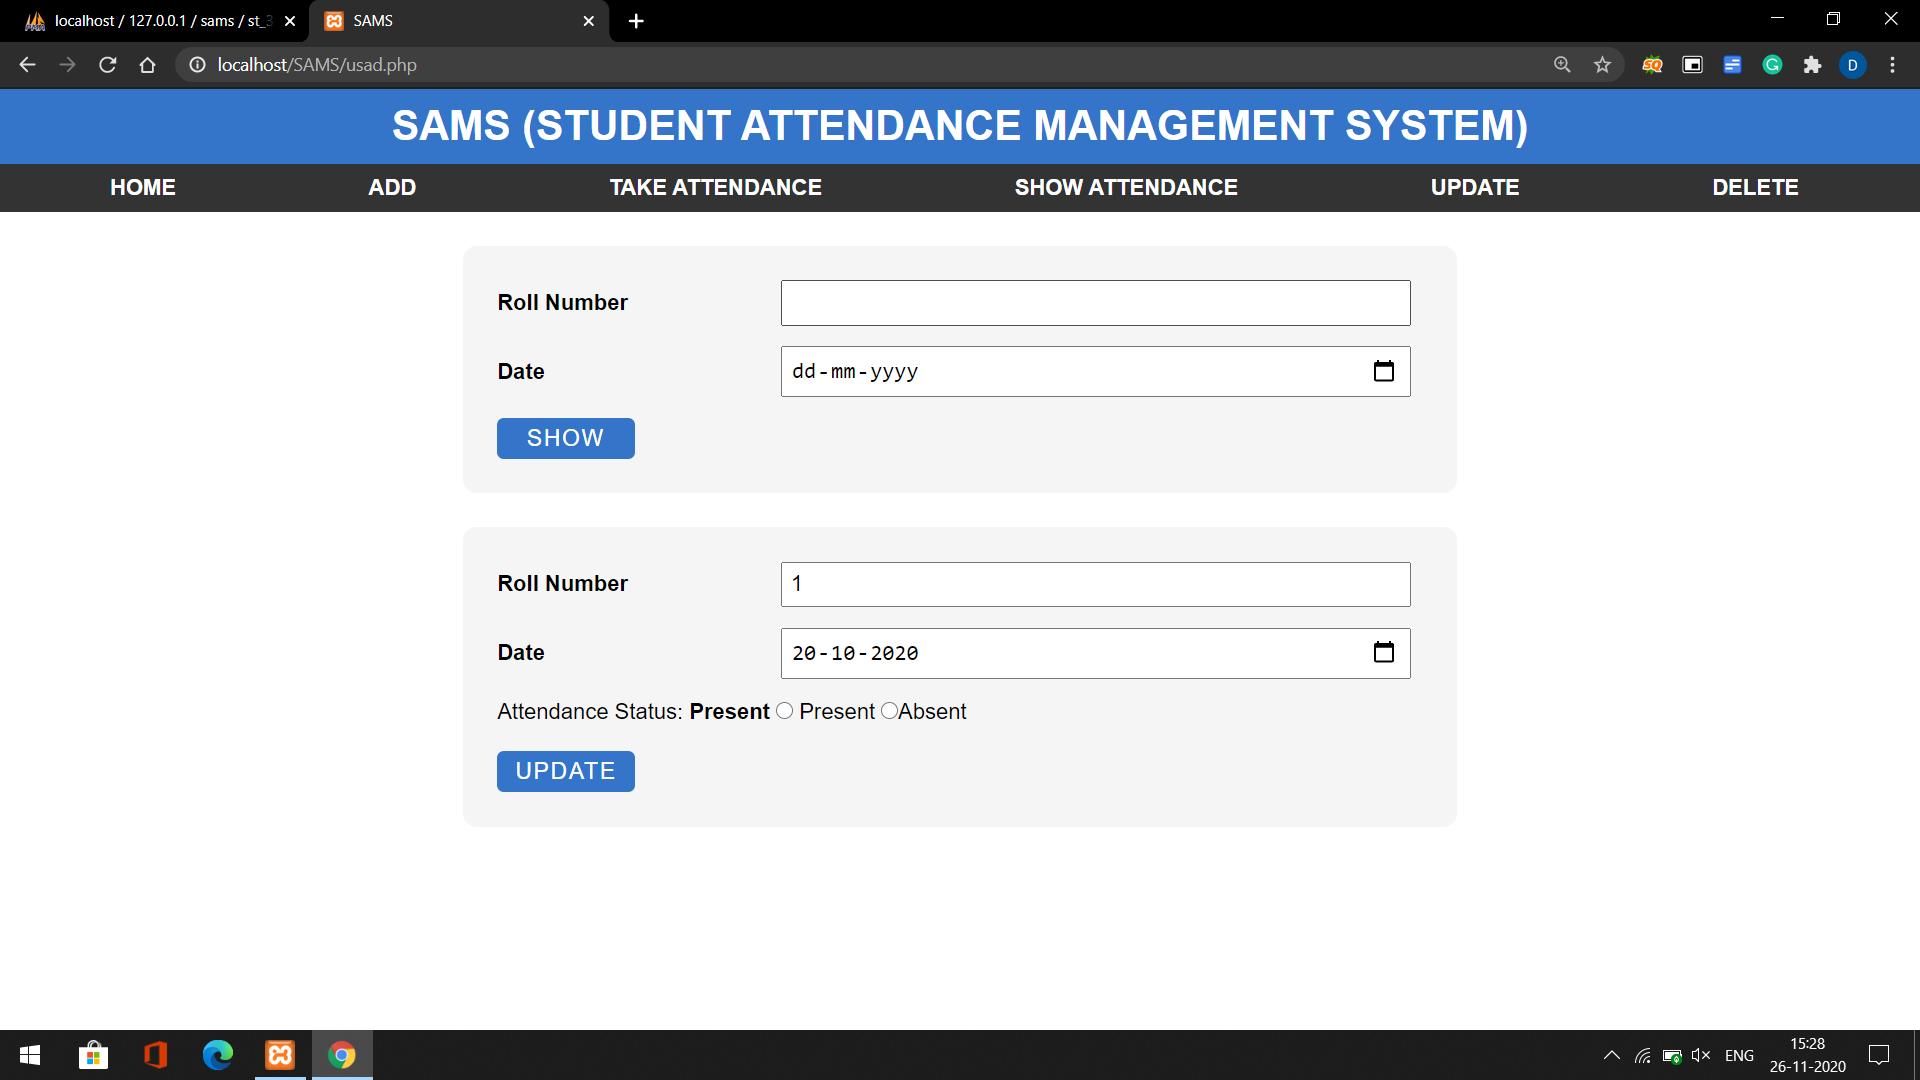 localhost / 127.0.0.1 / sams / st_3
SAMS
localhost/SAMS/usad.php
SQ
G
D
SAMS (STUDENT ATTENDANCE MANAGEMENT SYSTEM)
HOME ADD TAKE ATTENDANCE SHOW ATTENDANCE UPDATE DELETE
Roll Number
Date dd-mm-yyyy
SHOW
Roll Number 1
Date 20-10-2020
Attendance Status: Present Present Absent
UPDATE
ENG
15:28
26-11-2020